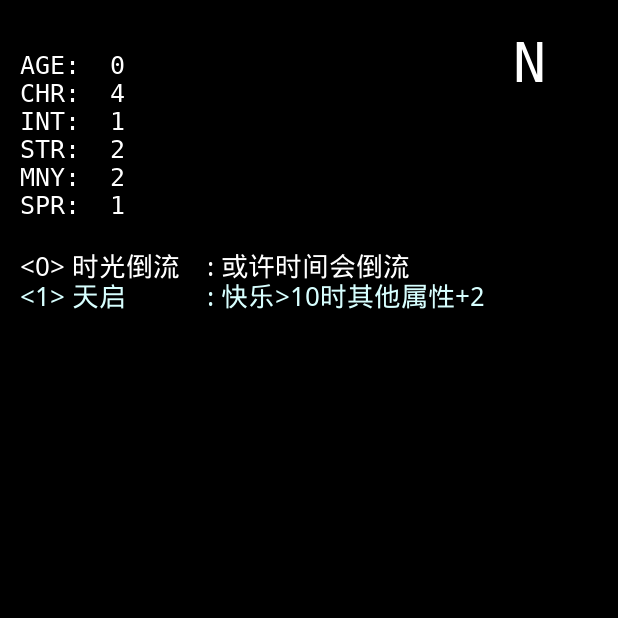 N
AGE: 0
CHR: 4
INT: 1
STR: 2
MNY: 2
SPR: 1
<0> 时光倒流 : 或许时间会倒流
<1> 天启 : 快乐>10时其他属性+2